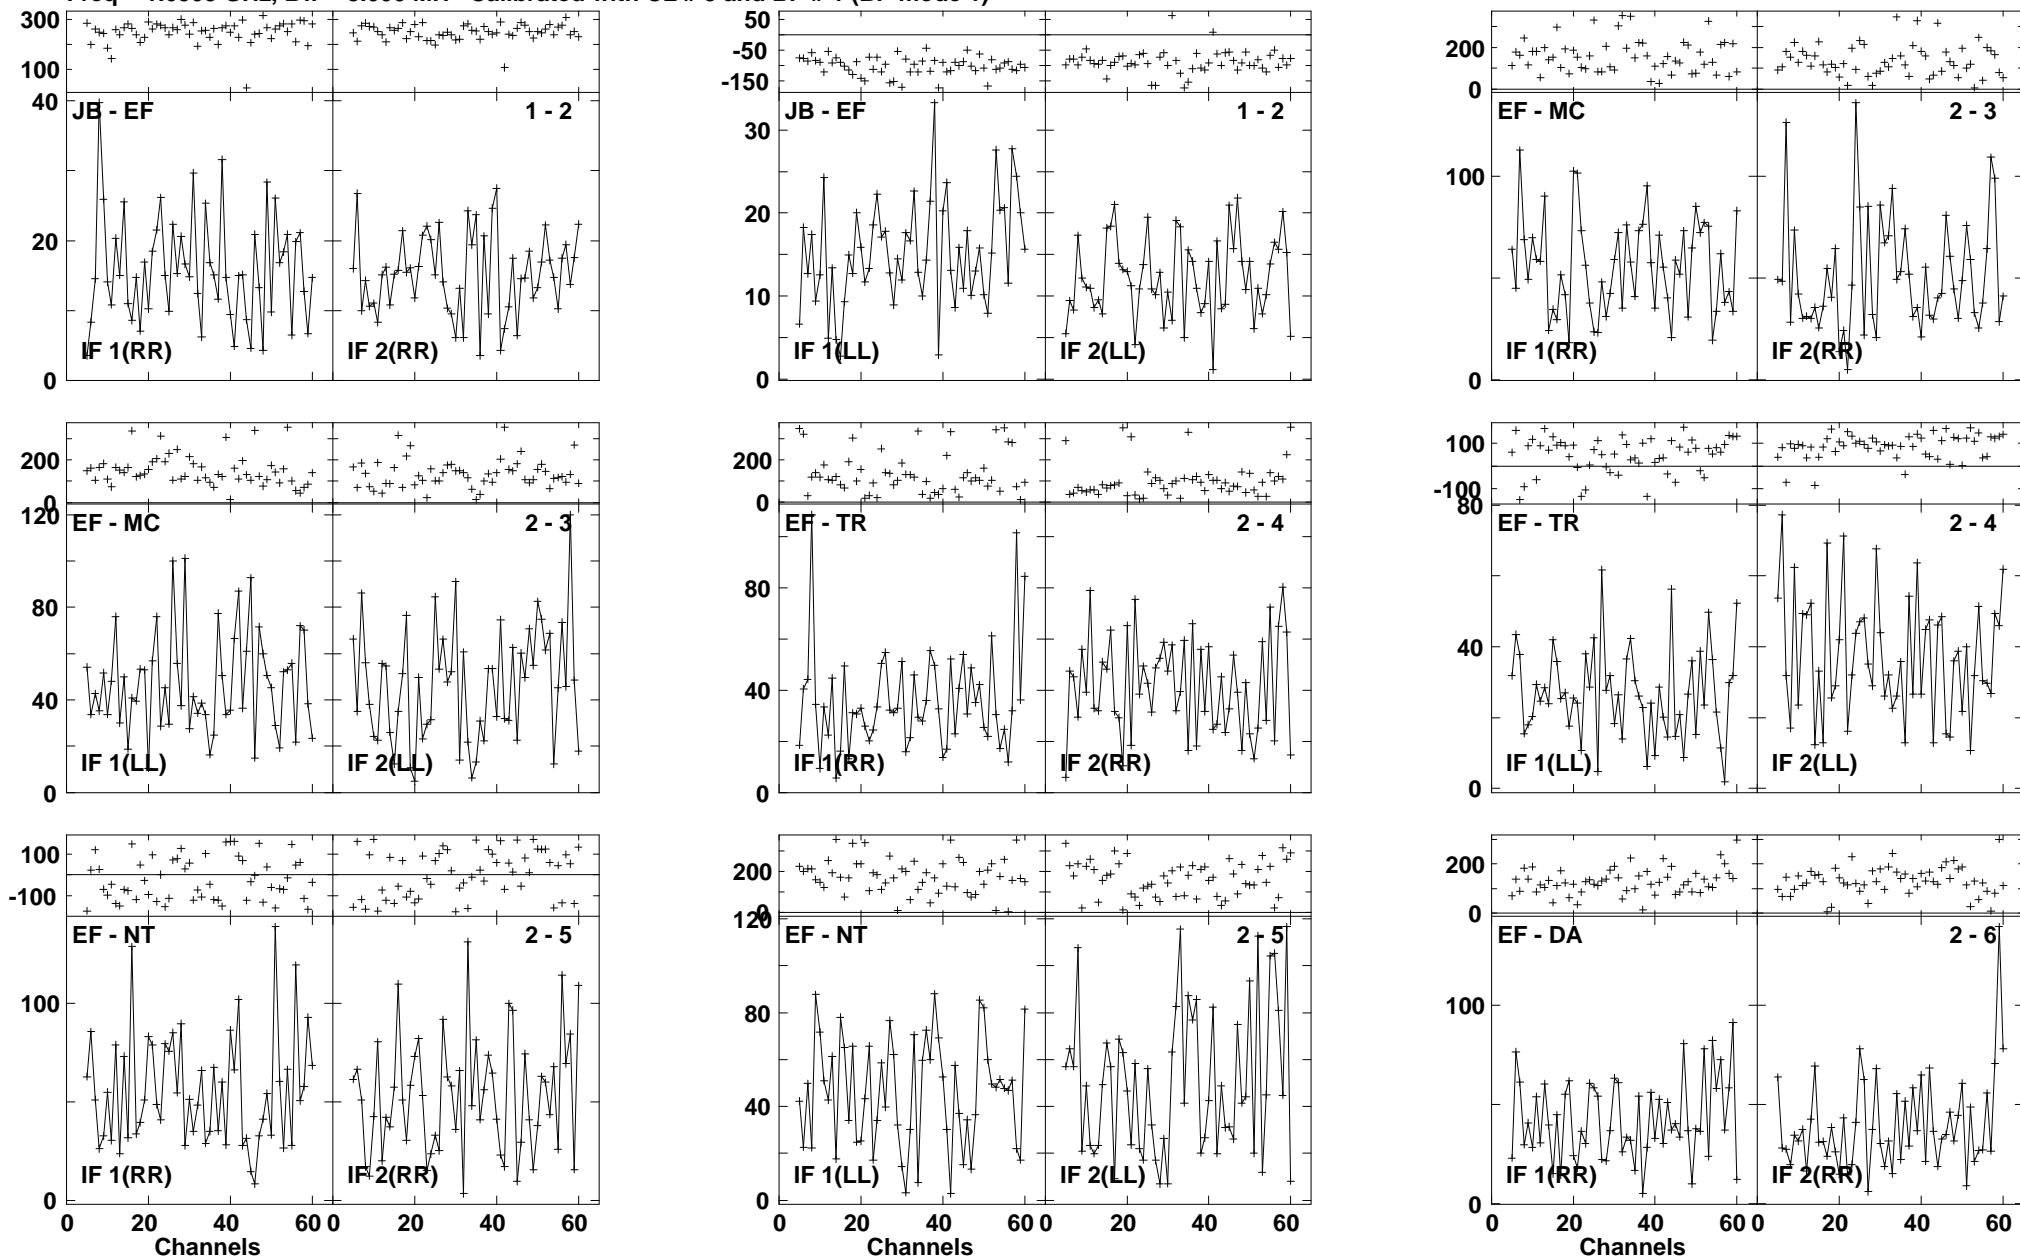 300 100 50 -50 -150 200 0
40 JB - EF 1 - 2 30 JB - EF 1 - 2 EF - MC 2 - 3
20 20 100
10
IF 1(RR) IF 2(RR) IF 1(LL) IF 2(LL) IF 1(RR) IF 2(RR)
0 0 0
200 0 200 0 100 -100
120 EF - MC 2 - 3 EF - TR 2 - 4 80 EF - TR 2 - 4
80 80
40 40 40
IF 1(LL) IF 2(LL) IF 1(RR) IF 2(RR) IF 1(LL) IF 2(LL)
0 0 0
100 -100 200 0 200 0
EF - NT 2 - 5 120 EF - NT 2 - 5 EF - DA 2 - 6
100 80 100
40
IF 1(RR) IF 2(RR) IF 1(LL) IF 2(LL) IF 1(RR) IF 2(RR)
0 0 0
0 20 40 60 0 20 40 60 0 20 40 60 0 20 40 60 0 20 40 60 0 20 40 60
Channels Channels Channels